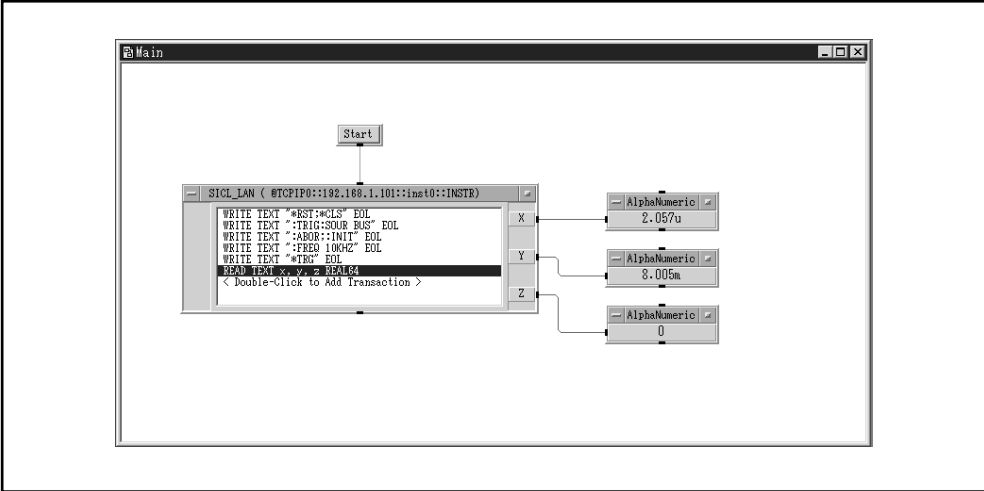 Main
Start
SICL_LAN ( @TCPIP0::192.168.1.101::inst0::INSTR)
WRITE TEXT "*RST;*CLS" EOL
WRITE TEXT ":TRIG:SOUR BUS" EOL
WRITE TEXT ":ABOR;:INIT" EOL
WRITE TEXT ":FREQ 10KHZ" EOL
WRITE TEXT "*TRG" EOL
READ TEXT x, y, z REAL64
< Double-Click to Add Transaction >
X
Y
Z
AlphaNumeric
2.057u
AlphaNumeric
8.005m
AlphaNumeric
0